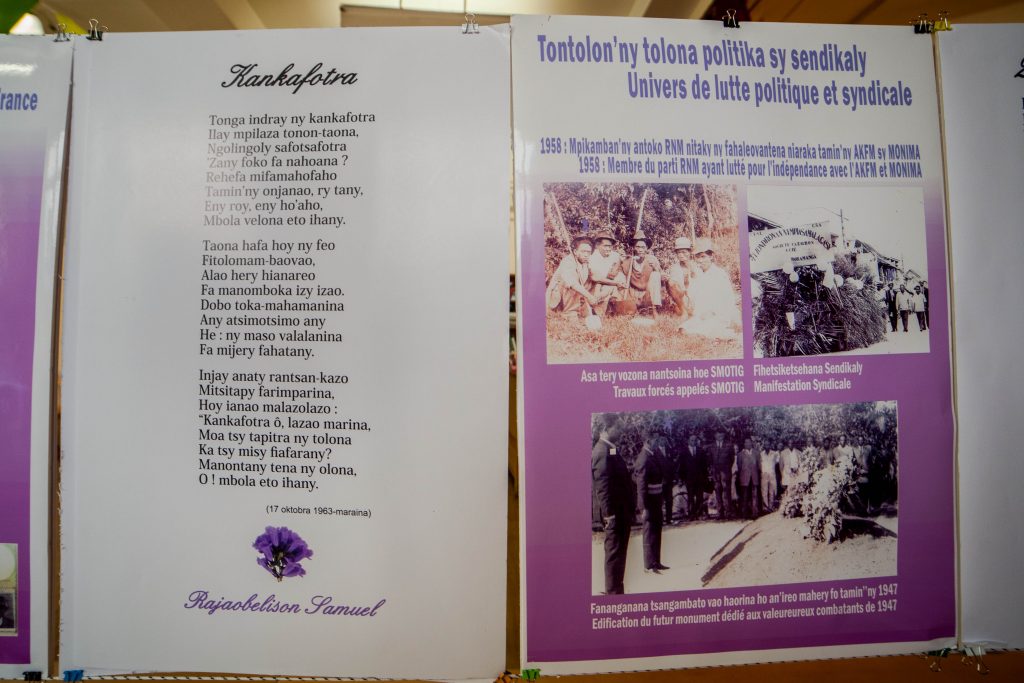 rance
Kankafotra
Tonga indray ny kankafotra
Ilay mpilaza tonon-taona,
Ngolingoly safotsafotra
'Zany foko fa nahoana ?
Rehefa mifamahofaho
Tamin'ny onjanao, ry tany,
Eny roy, eny ho'aho,
Mbola velona eto ihany.
Taona hafa hoy ny feo
Fitolomam-baovao,
Alao hery hianareo
Fa manomboka izy izao.
Dobo toka-mahamanina
Any atsimotsimo any
He : ny maso valalanina
Fa mijery fahatany.
Injay anaty rantsan-kazo
Mitsitapy farimparina,
Hoy ianao malazolazo :
“Kankafotra ô, lazao marina,
Moa tsy tapitra ny tolona
Ka tsy misy fiafarany?
Manontany tena ny olona,
O ! mbola eto ihany.
(17 oktobra 1963-maraina)
Rajaobelison Samuel
Tontolon'ny tolona politika sy sendikaly
Univers de lutte politique et syndicale
1958 : Mpikamban'ny antoko RNM nitaky ny fahaleovantena niaraka tamin'ny AKFM sy MONIMA
1958 : Membre du parti RNM ayant lutté pour l'indépendance avec l'AKFM et MONIMA
Asa tery vozona nantsoina hoe SMOTIG
Travaux forcés appelés SMOTIG
Fihetsiketsehana Sendikaly
Manifestation Syndicale
Fananganana tsangambato vao haorina ho an'ireo mahery fo tamin''ny 1947
Edification du futur monument dédié aux valeureureux combatants de 1947